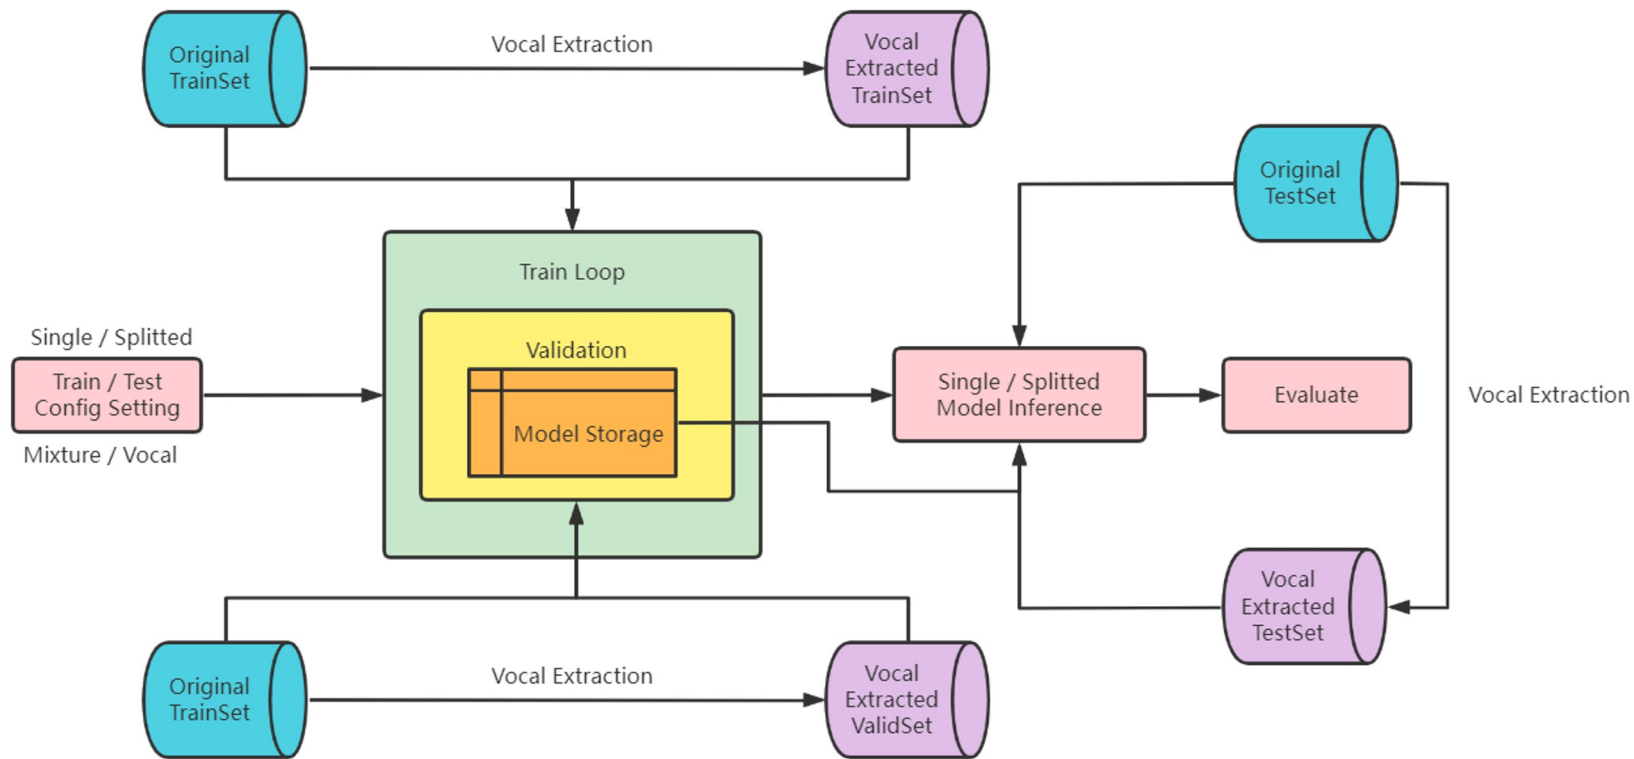 Original
TrainSet
Vocal Extraction
Vocal
Extracted
TrainSet
Original
TestSet
Train Loop
Single / Splitted
Train / Test
Config Setting
Mixture / Vocal
Validation
Model Storage
Single / Splitted
Model Inference
Evaluate
Vocal Extraction
Vocal
Extracted
TestSet
Original
TrainSet
Vocal Extraction
Vocal
Extracted
ValidSet